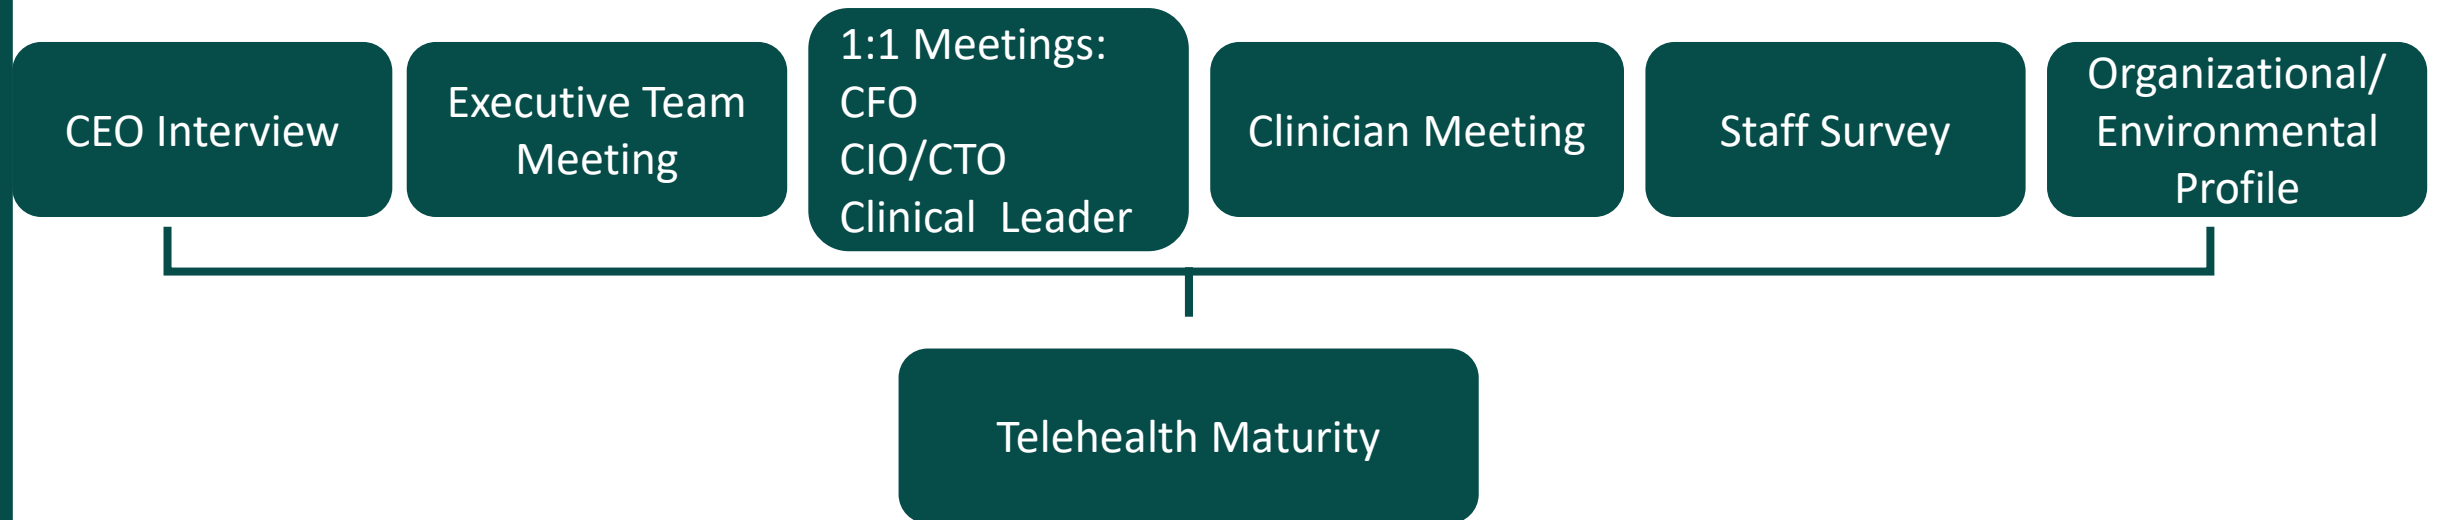 CEO Interview
Executive Team
Meeting
1:1 Meetings:
CFO
CIO/CTO
Clinical  Leader
Clinician Meeting
Staff Survey
Organizational/
Environmental
Profile
Telehealth Maturity